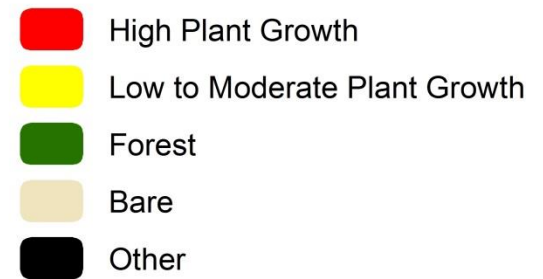 High Plant Growth
Low to Moderate Plant Growth
Forest
Bare
Other